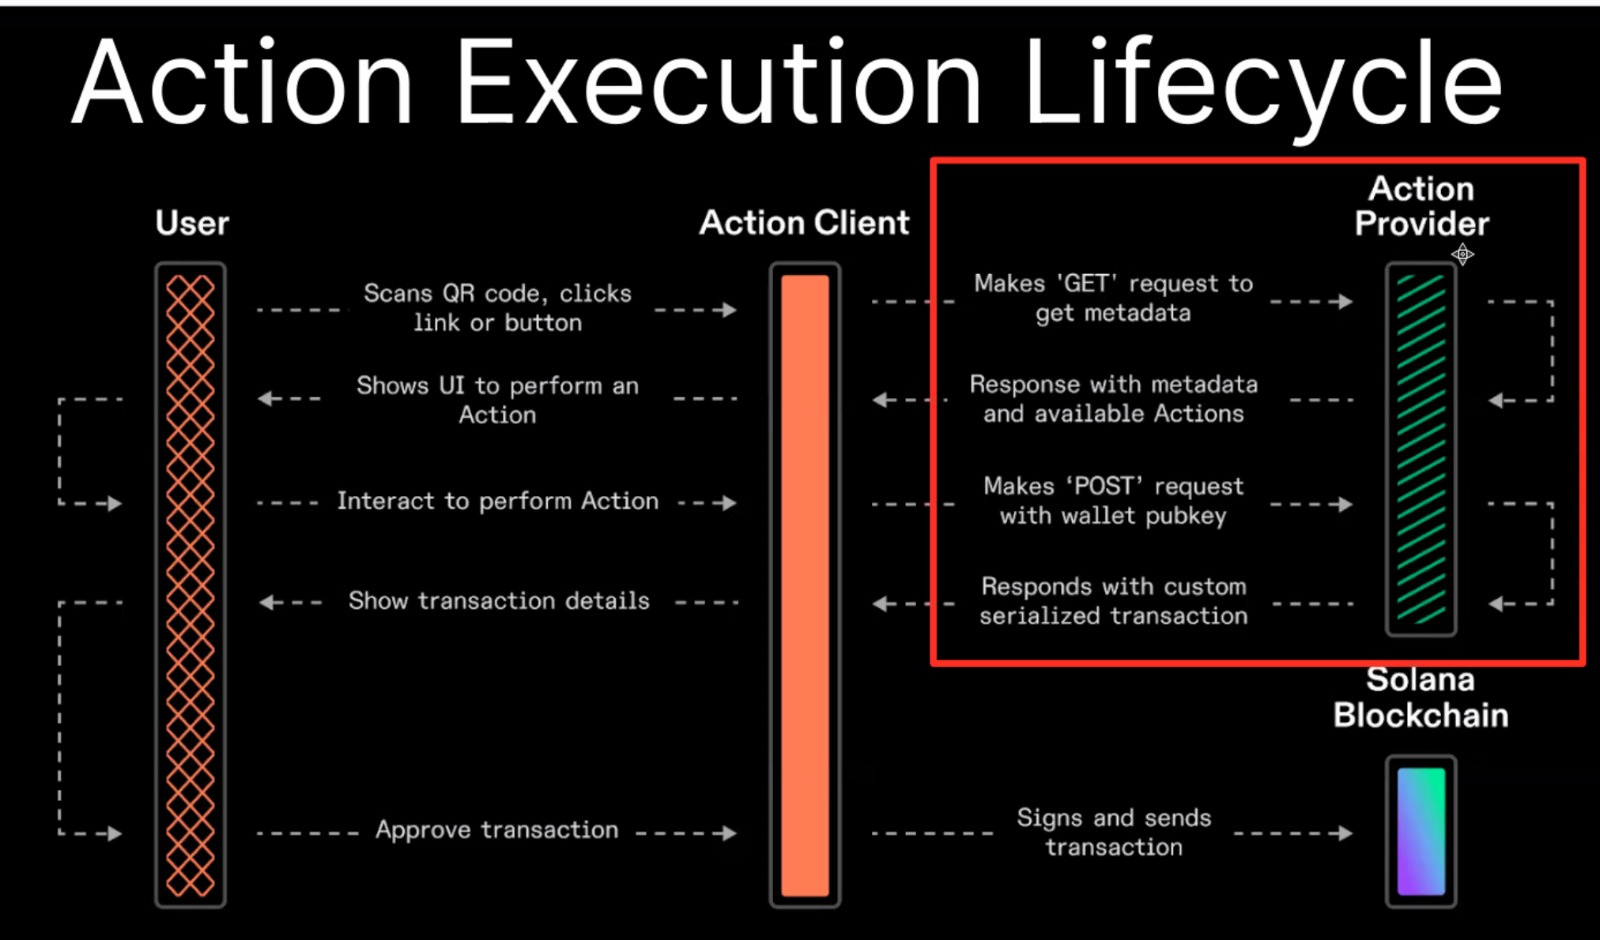 Action Execution Lifecycle
User
Action Client
Action
Provider
Scans QR code, clicks
link or button
Makes 'GET' request to
get metadata
Shows UI to perform an
Action
Response with metadata
and available Actions
Interact to perform Action
Makes ‘POST’ request
with wallet pubkey
Show transaction details
Responds with custom
serialized transaction
Solana
Blockchain
Approve transaction
Signs and sends
transaction